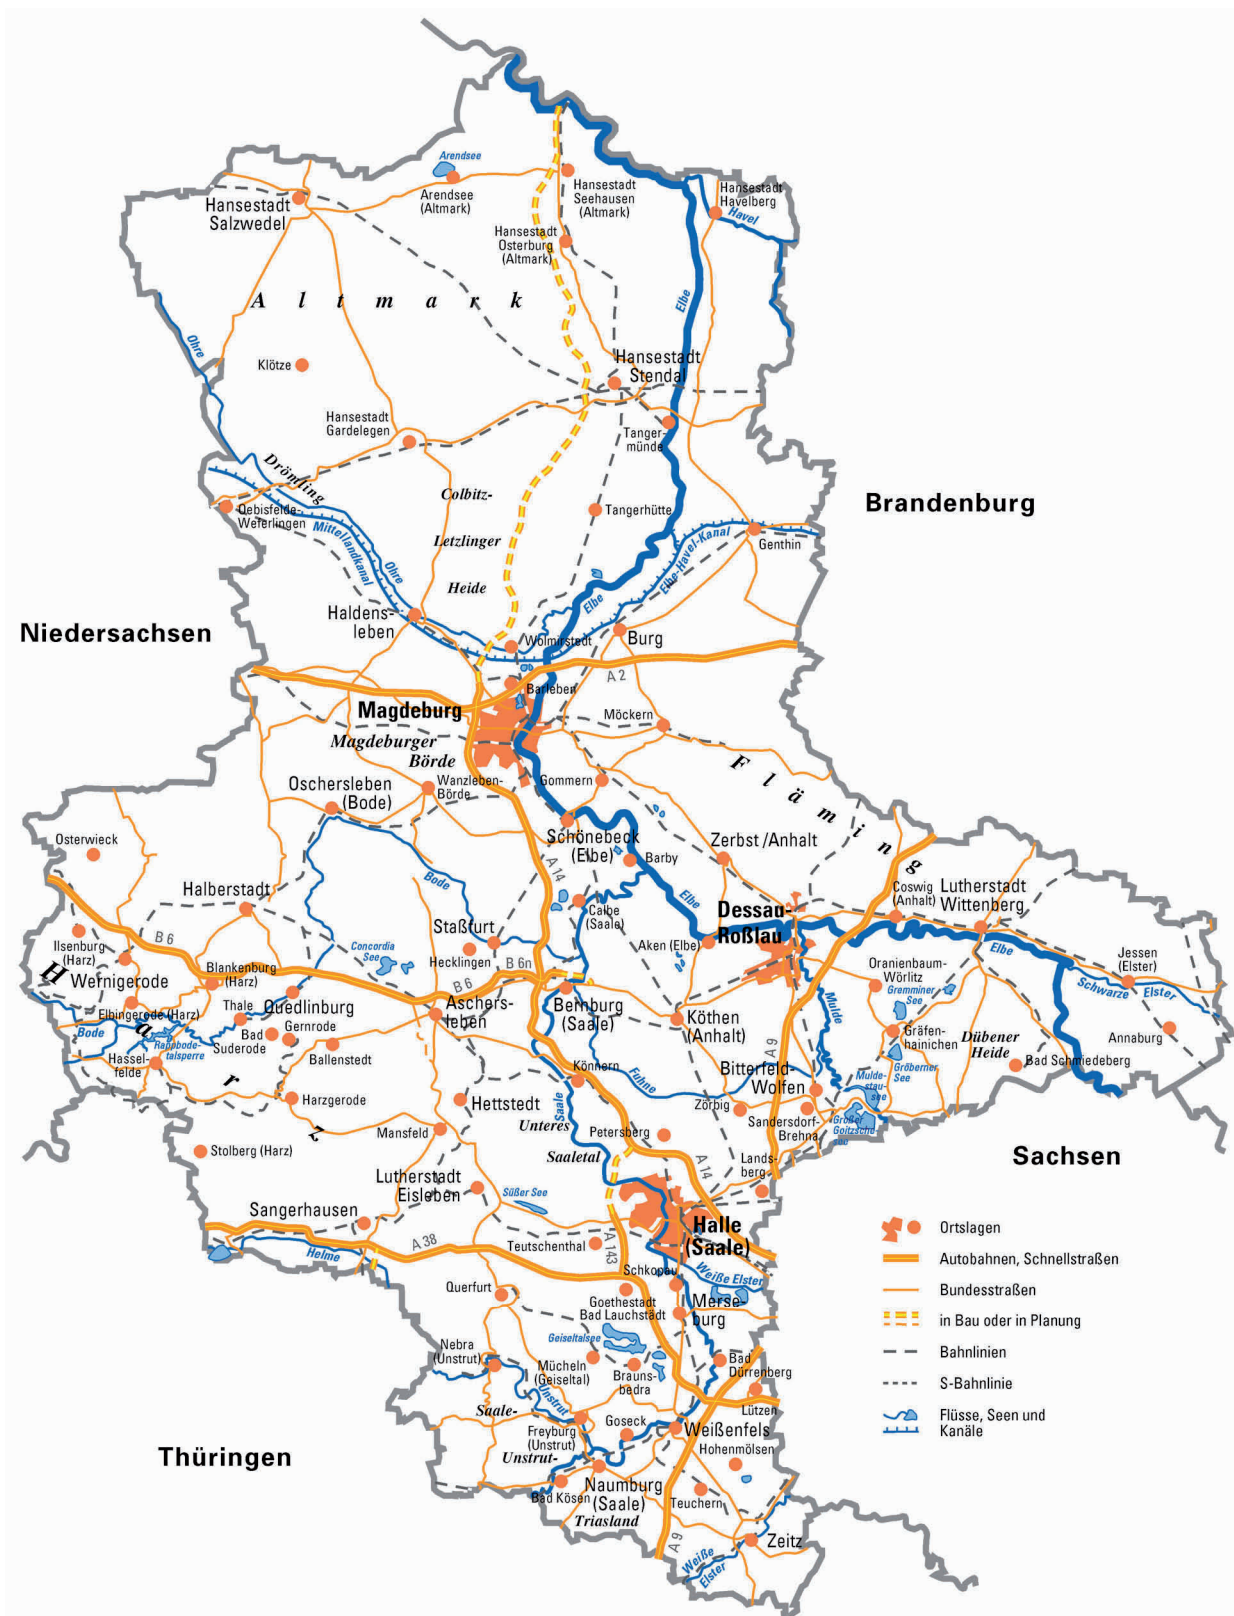 Arendsee
Arendsee
(Altmark)
Hansestadt
Seehausen
(Altmark)
Hansestadt
Havelberg
Havel
Hansestadt
Salzwedel
Hansestadt
Osterburg
(Altmark)
Altmark
Elbe
Ohre
Klötze
Hansestadt
Stendal
Hansestadt
Gardelegen
Tanger-
münde
Drömling
Colbitz-
Letzlinger
Heide
Oebisfelde-
Weferlingen
Mittellandkanal
Ohre
Tangerhütte
Brandenburg
Genthin
Elbe-Havel-Kanal
Elbe
Niedersachsen
Haldens-
leben
Wolmirstedt
Burg
A 2
Barleben
Magdeburg
Magdeburger
Börde
Möckern
Fläming
Oschersleben
(Bode)
Wanzleben-
Börde
Gommern
Schönebeck
(Elbe)
Barby
Zerbst /Anhalt
Osterwieck
Bode
A 14
Elbe
Halberstadt
Calbe
(Saale)
Dessau-
Roßlau
Coswig
(Anhalt)
Lutherstadt
Wittenberg
Staßfurt
Hecklingen
Aken (Elbe)
Elbe
Jessen
(Elster)
Ilsenburg
(Harz)
B 6
Concordia
See
B 6n
Harz
Wernigerode
Blankenburg
(Harz)
B 6
Oranienbaum-
Wörlitz
Gremminer
See
Schwarze Elster
Elbingerode (Harz)
Thale
Quedlinburg
Aschers-
leben
Bernburg
(Saale)
Köthen
(Anhalt)
Mulde
Bode
Rappbode-
talsperre
Bad
Suderode
Gernrode
Ballenstedt
Gräfen-
hainichen
Dübener
Heide
Annaburg
Hassel-
felde
A 9
Gröberner
See
Bad Schmiedeberg
Könnern
Fuhne
Bitterfeld-
Wolfen
Mulde-
stau-
see
Harzgerode
Hettstedt
Saale
Zörbig
Sandersdorf-
Brehna
Großer
Goitzsche-
see
Mansfeld
Unteres
Saaletal
Petersberg
Stolberg (Harz)
A 14
Lands-
berg
Sachsen
Lutherstadt
Eisleben
Süßer See
Sangerhausen
Halle
(Saale)
Ortslagen
Helme
A 38
Teutschenthal
A 143
Autobahnen, Schnellstraßen
Schkopau
Weiße Elster
Querfurt
Goethestadt
Bad Lauchstädt
Merse-
burg
Bundesstraßen
in Bau oder in Planung
Geiseltalsee
Nebra
(Unstrut)
Mücheln
(Geiseltal)
Brauns-
bedra
Bad
Dürrenberg
Bahnlinien
S-Bahnlinie
Unstrut
Lützen
Saale-
Unstrut-
Triasland
Freyburg
(Unstrut)
Goseck
Weißenfels
Flüsse, Seen und
Kanäle
Thüringen
Hohenmölsen
Bad Kösen
Naumburg
(Saale)
Teuchern
A 9
Zeitz
Weiße
Elster